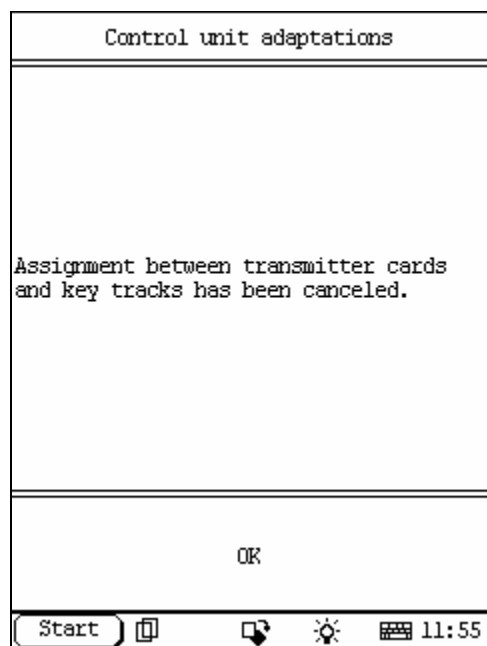 Control unit adaptations
Assignment between transmitter cards
and key tracks has been canceled.
OK
Start 11:55